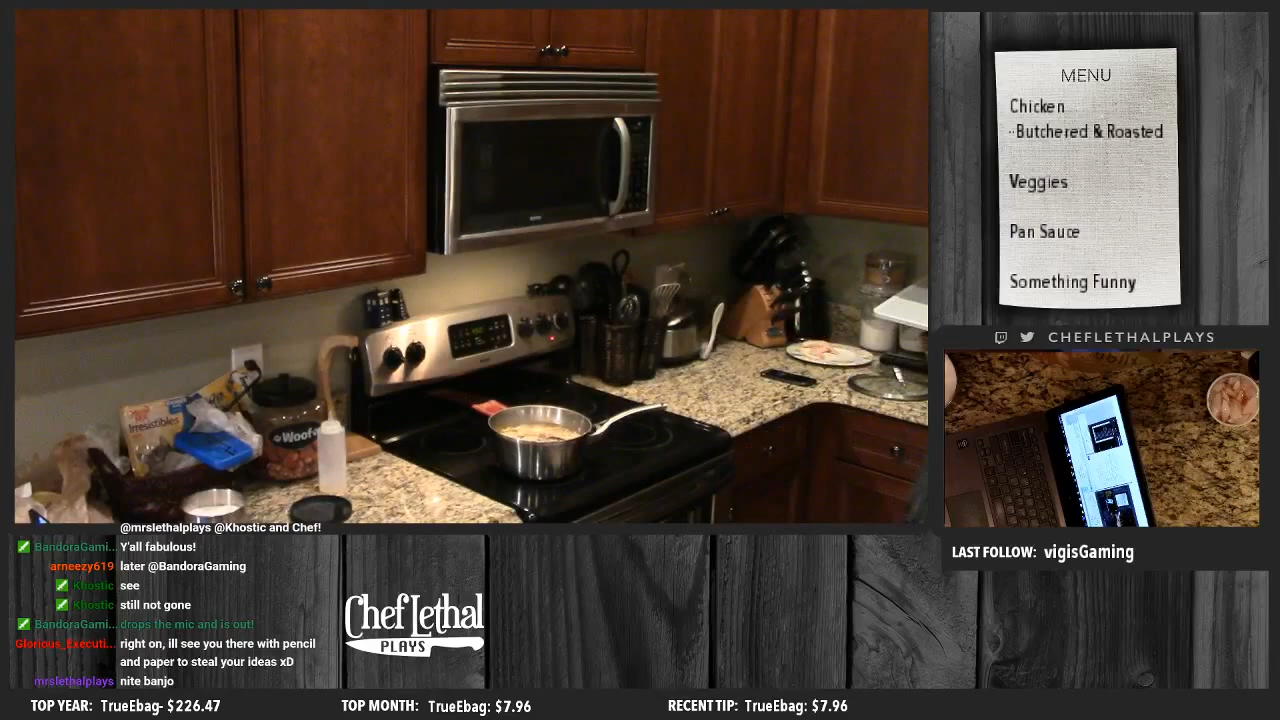 MENU
Chicken
-Butchered & Roasted
Veggies
Pan Sauce
Something Funny
CHEFLETHALPLAYS
Irresistibles
Woof
LAST FOLLOW: vigisGaming
@mrslethalplays @Khostic and Chef!
BandoraGami... Y'all fabulous!
arneezy619 later @BandoraGaming
Khostic see
Khostic still not gone
BandoraGami... drops the mic and is out!
Glorious_Executi... right on, ill see you there with pencil
and paper to steal your ideas xD
mrslethalplays nite banjo
Chef Lethal
PLAYS
TOP YEAR: TrueEbag- $226.47
TOP MONTH: TrueEbag: $7.96
RECENT TIP: TrueEbag: $7.96